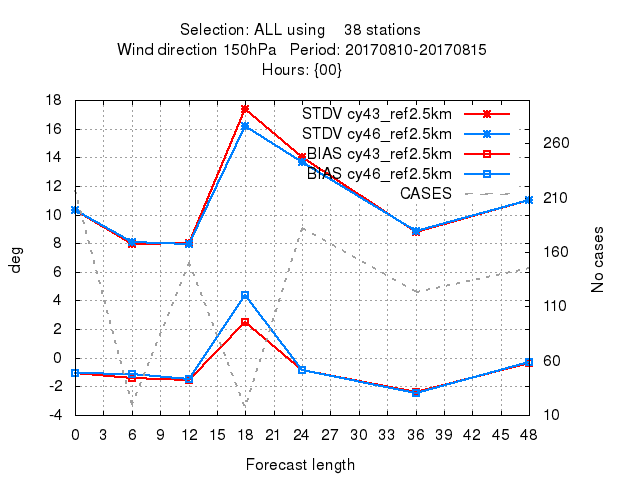 Selection: ALL using    38 stations
Wind direction 150hPa   Period: 20170810-20170815
Hours: {00}
STDV cy43_ref2.5km
STDV cy46_ref2.5km
BIAS cy43_ref2.5km
BIAS cy46_ref2.5km
CASES
18
16
14
12
10
8
6
4
2
0
-2
-4
deg
260
210
160
110
60
10
No cases
0 3 6 9 12 15 18 21 24 27 30 33 36 39 42 45 48
Forecast length